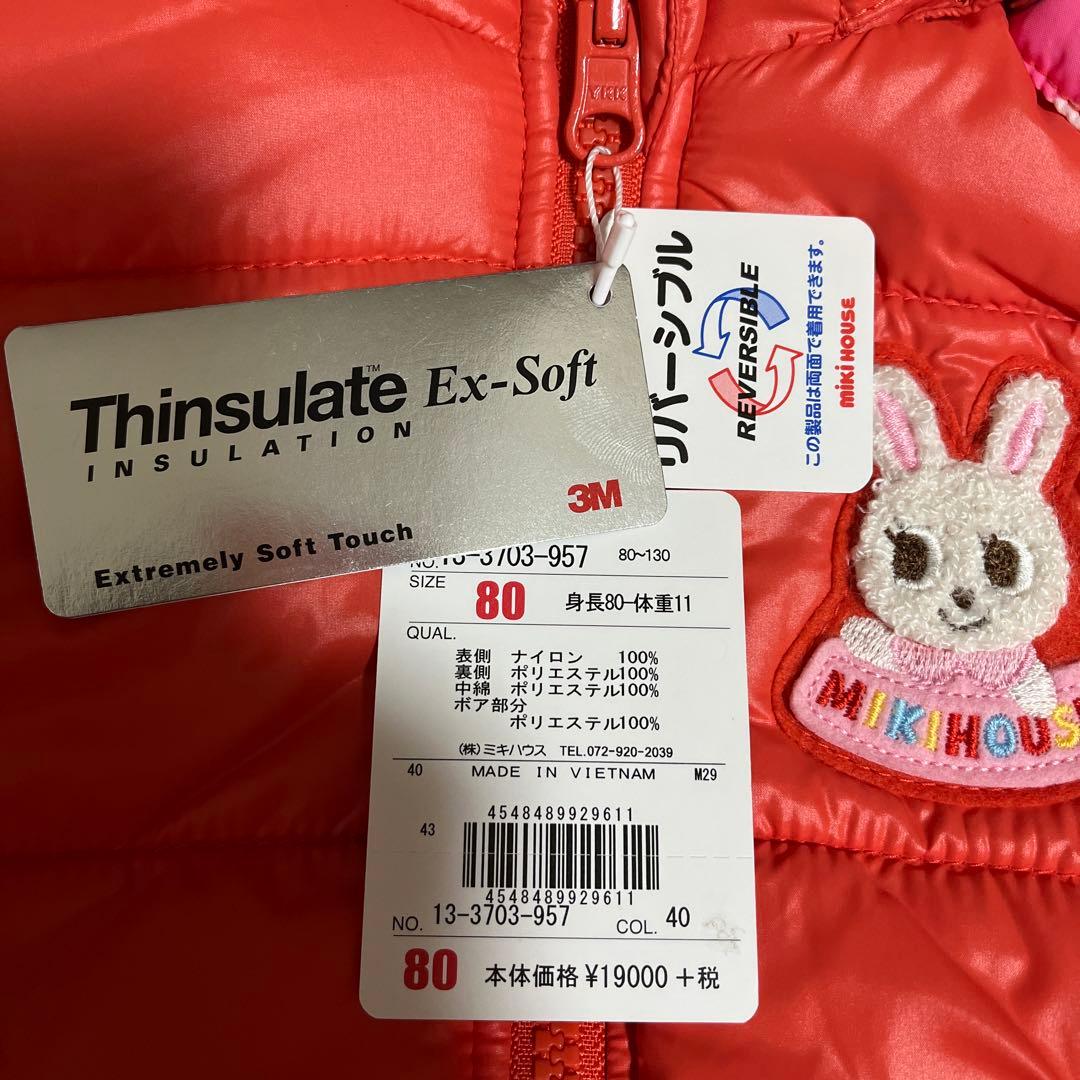 YKK
リバーシブル
REVERSIBLE
この製品は両面で着用できます。
miki HOUSE
Thinsulate™ Ex-Soft
INSULATION
3M
Extremely Soft Touch
NO. 13-3703-957 80~130
SIZE 80 身長80-体重11
QUAL.
表側 ナイロン 100%
裏側 ポリエステル100%
中綿 ポリエステル100%
ボア部分
ポリエステル100%
(株)ミキハウス TEL.072-920-2039
40 MADE IN VIETNAM M29
4548489929611
43
4548489929611
NO. 13-3703-957 COL. 40
80 本体価格 ¥19000 +税
MIKIHOUS